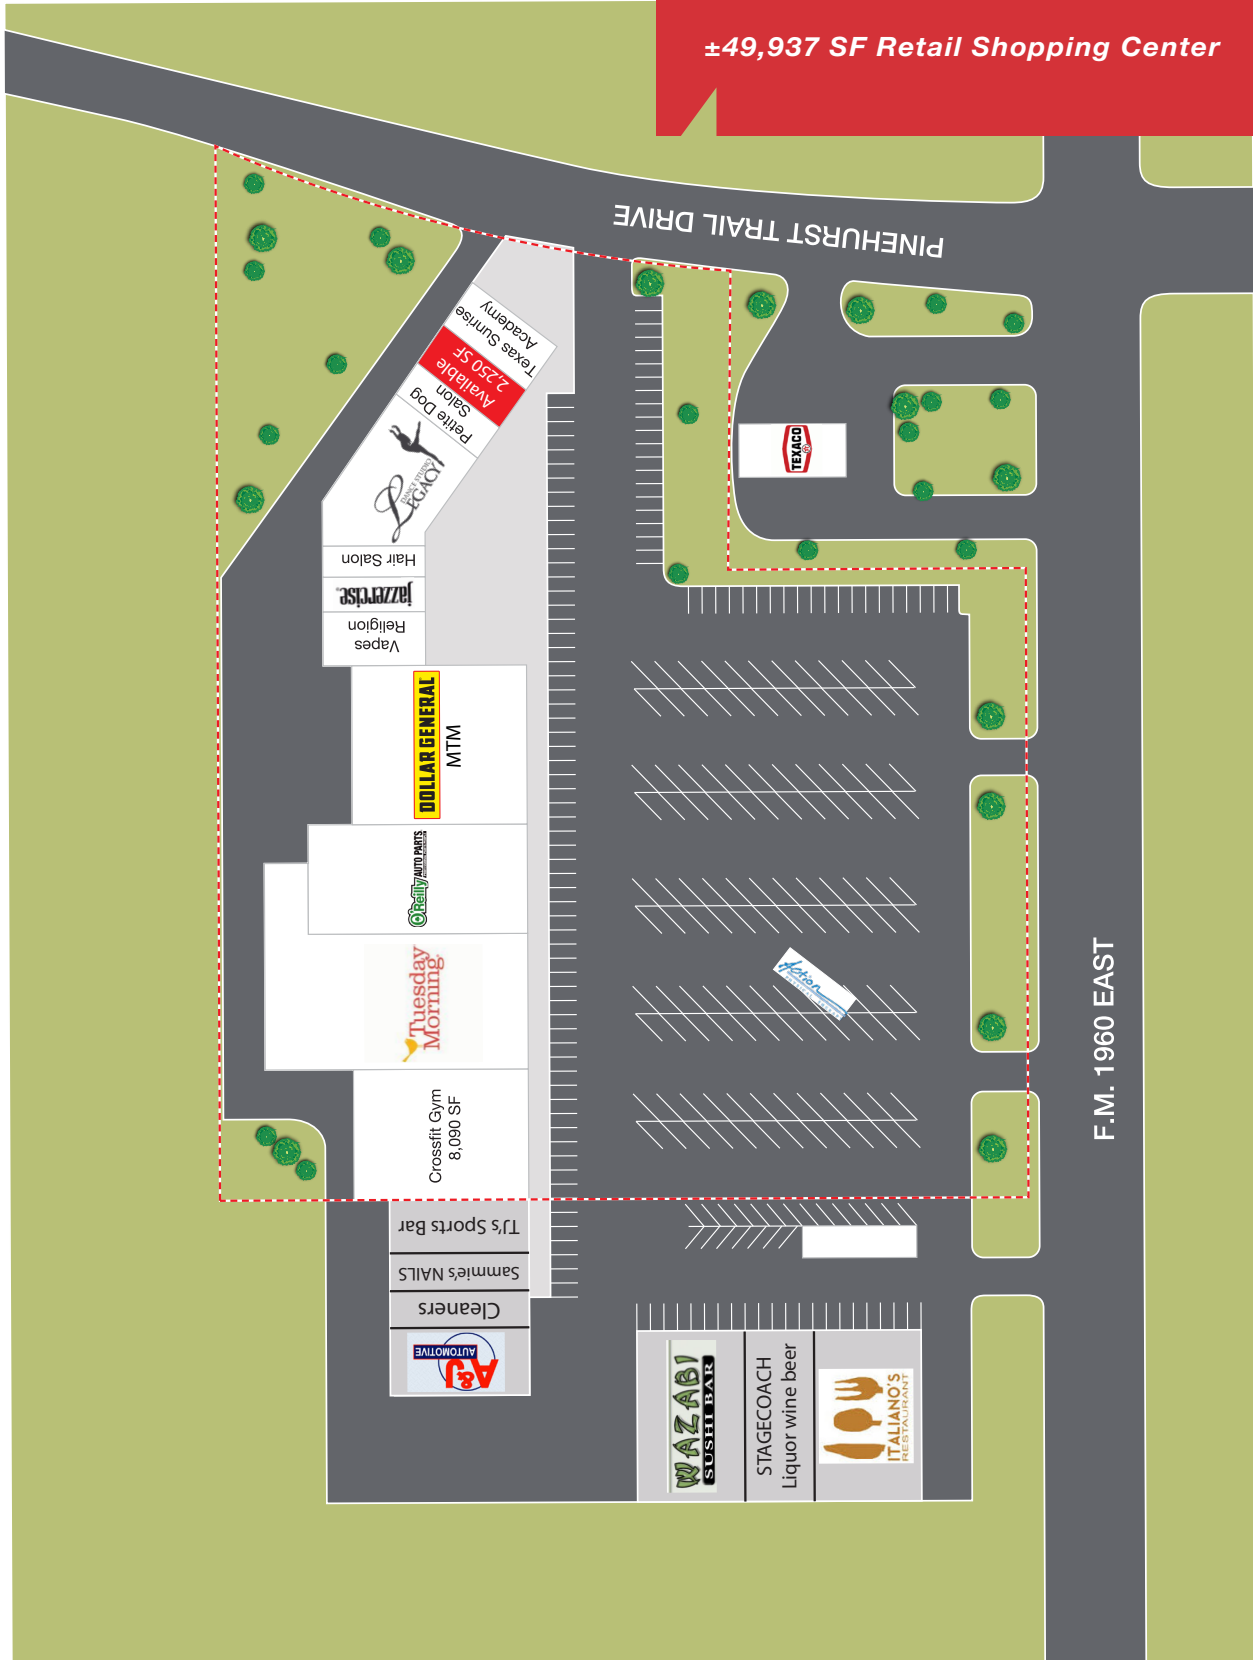 ±49,937 SF Retail Shopping Center
PINEHURST TRAIL DRIVE
Texas Sunrise
Academy
Available
2,250 SF
Petite Dog
Salon
DANCE STUDIO
LEGACY
Hair Salon
jazzercise
Vapes
Religion
DOLLAR GENERAL
MTM
O'Reilly AUTO PARTS
Tuesday
Morning
Crossfit Gym
8,090 SF
TJ's Sports Bar
Sammie's NAILS
Cleaners
A&J
AUTOMOTIVE
TEXACO
Action
F.M. 1960 EAST
WAZABI
SUSHI BAR
STAGECOACH
Liquor wine beer
ITALIANO'S
RESTAURANT